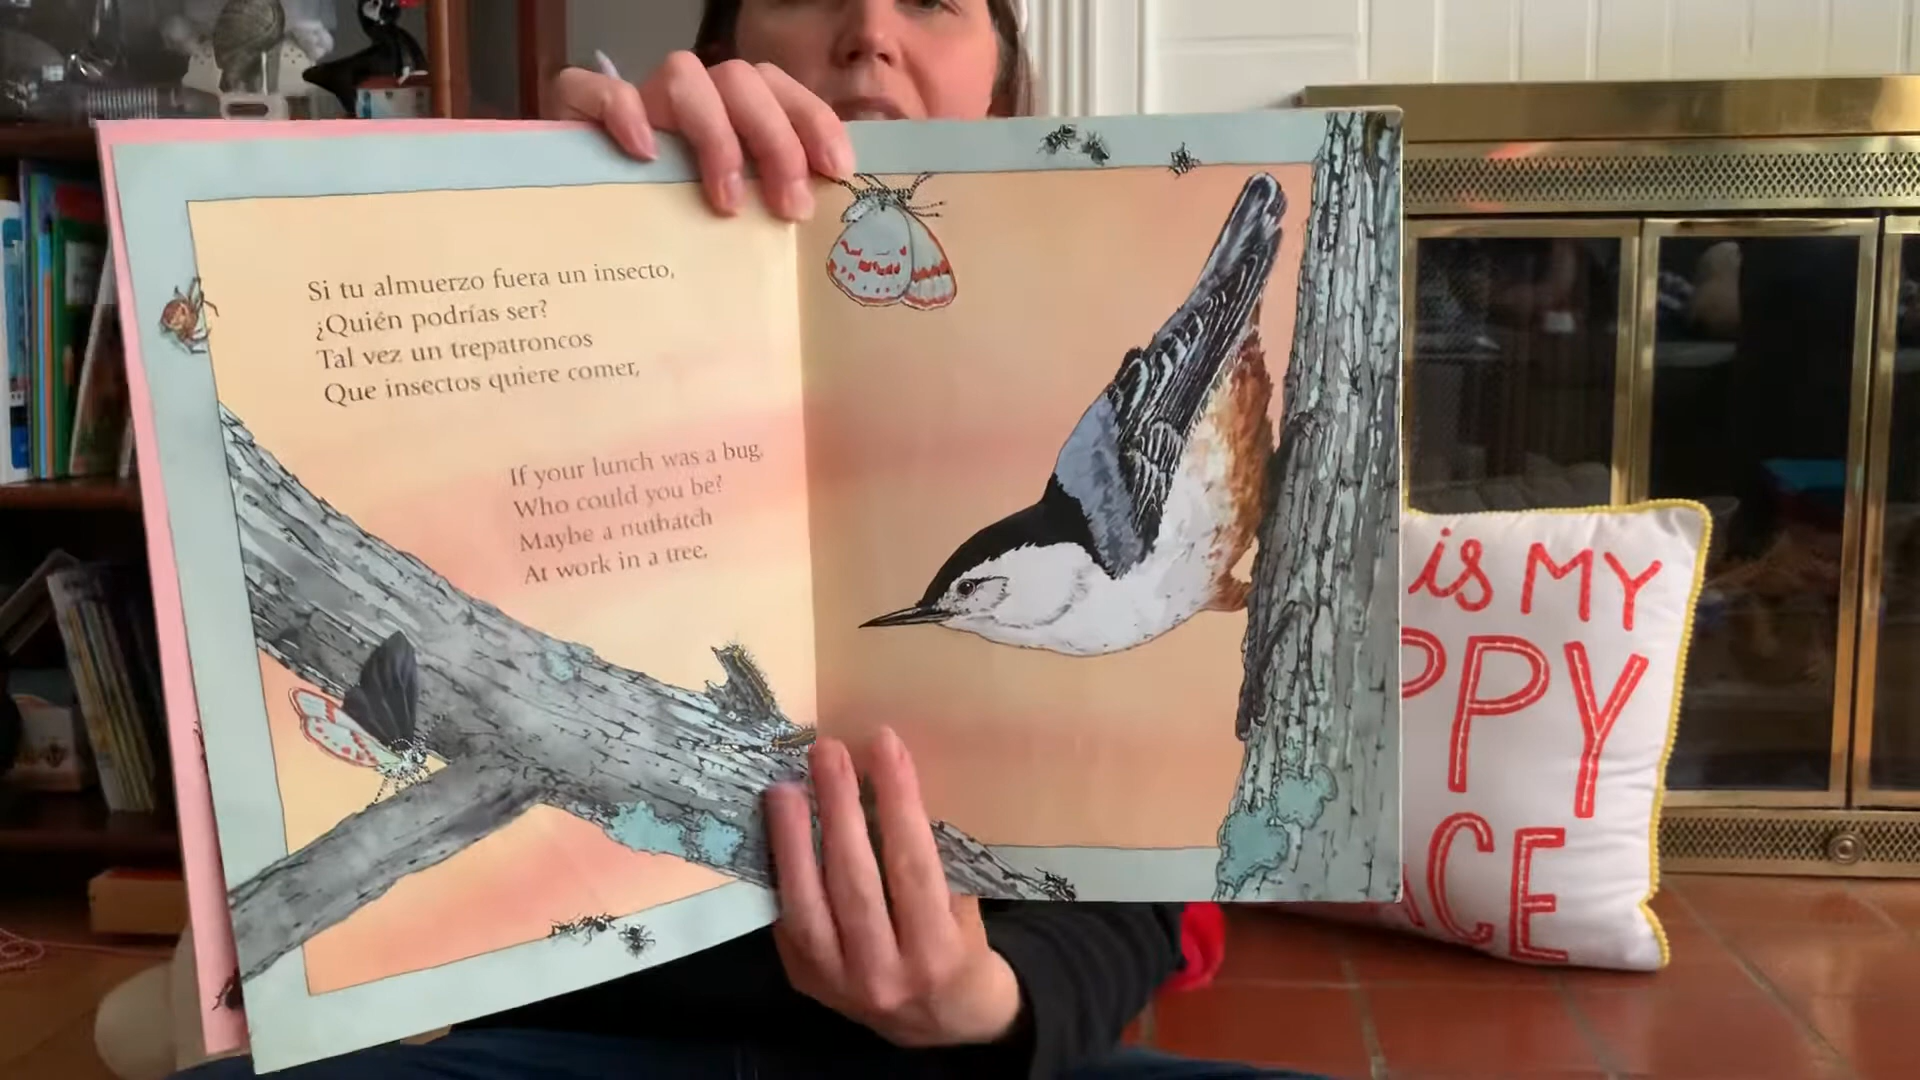 Si tu almuerzo fuera un insecto,
¿Quién podrías ser?
Tal vez un trepatroncos
Que insectos quiere comer,
If your lunch was a bug,
Who could you be?
Maybe a nuthatch
At work in a tree,
is MY
PPY
ACE